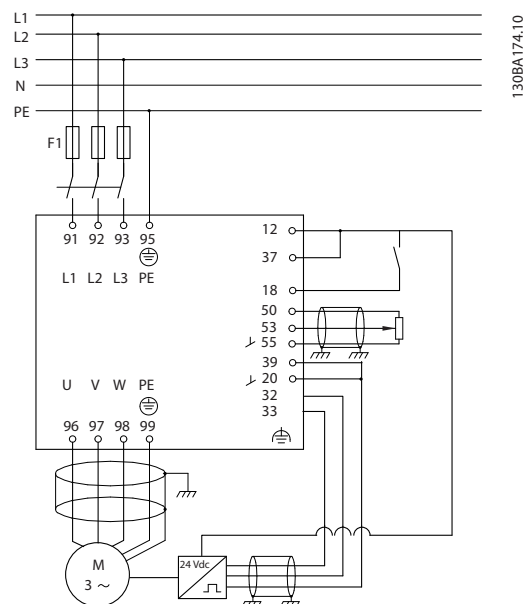 L1
L2
L3
N
PE
130BA174.10
F1
91 92 93 95
L1 L2 L3 PE
12
37
18
50
53
55
39
20
32
33
U V W PE
96 97 98 99
M
3 ~
24 Vdc